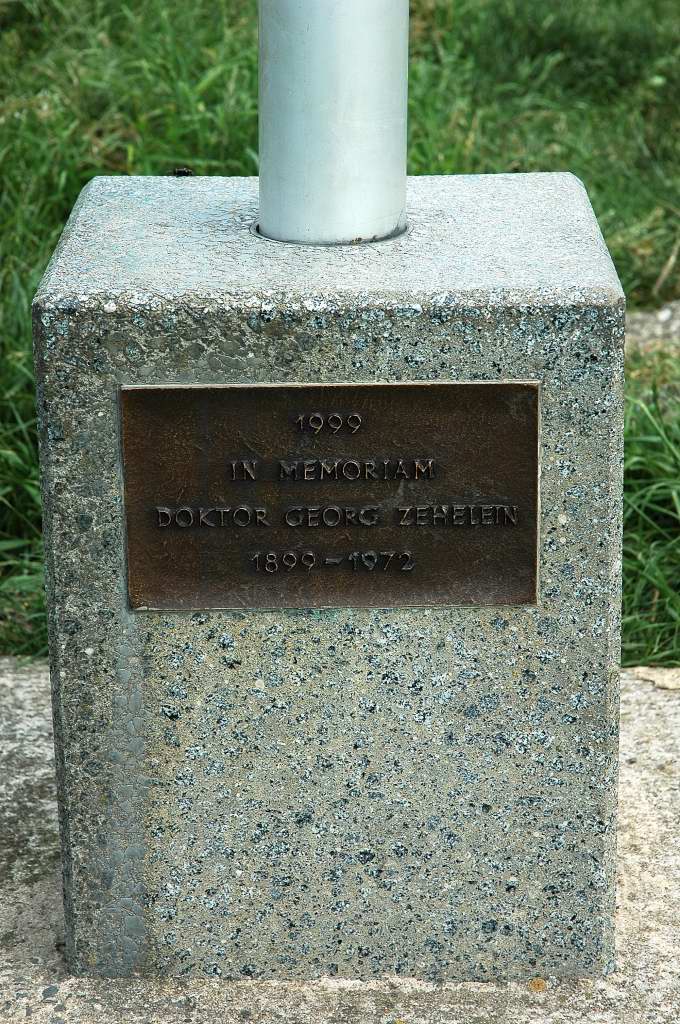 1999
IN MEMORIAM
DOKTOR GEORG ZEHELEIN
1899-1972